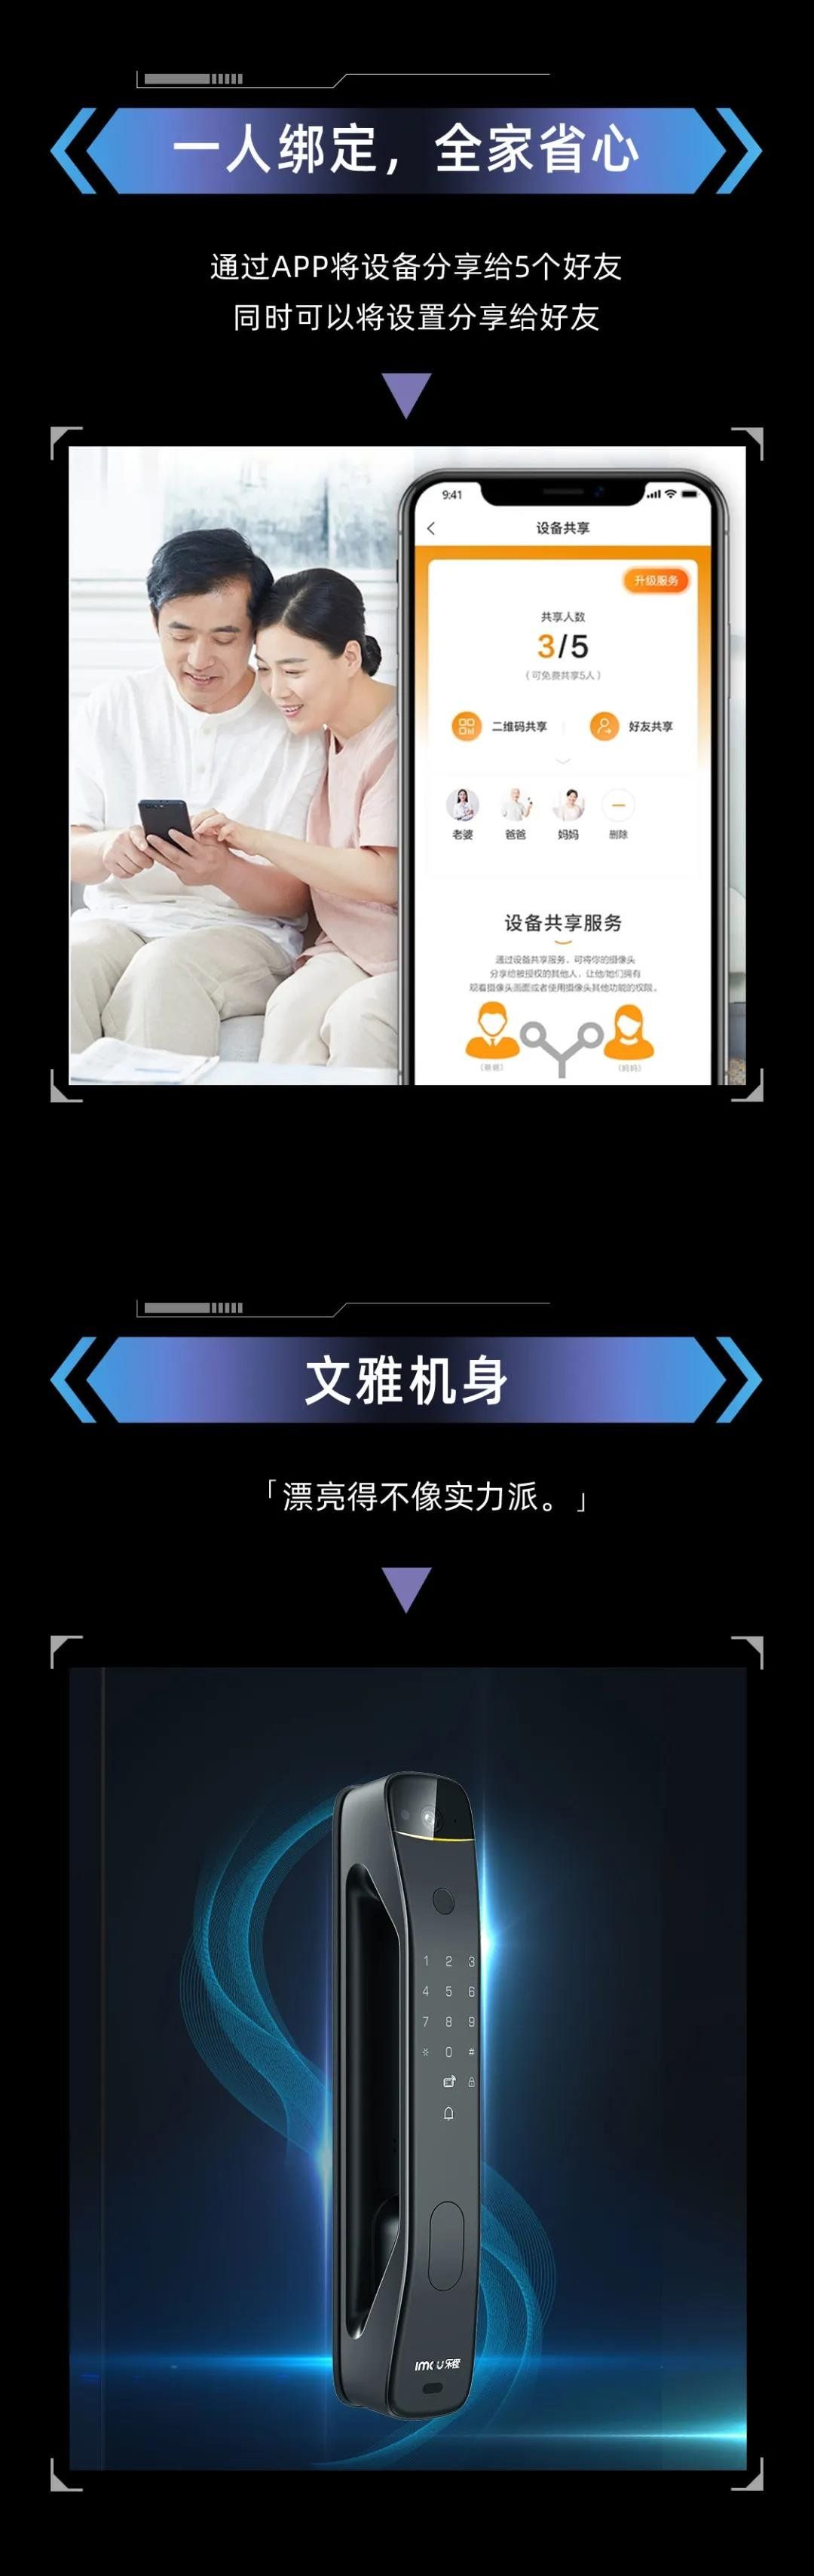 一人绑定，全家省心
通过APP将设备分享给5个好友
同时可以将设置分享给好友
9:41
设备共享
升级服务
共享人数
3/5
（可免费共享5人）
二维码共享
好友共享
老婆 爸爸 妈妈 删除
设备共享服务
通过设备共享服务，可将你的摄像头
分享给被授权的其他人，让他/她们拥有
观看摄像头画面或者使用摄像头其他功能的权限。
（妈妈）
文雅机身
「漂亮得不像实力派。」
1 2 3
4 5 6
7 8 9
* 0 #
imou 乐橙